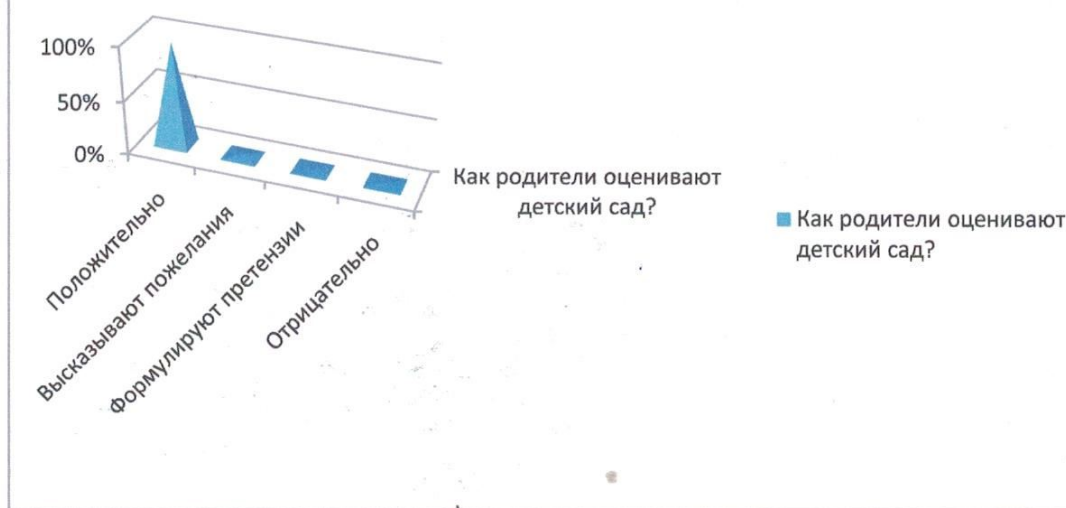 100%
50%
0%
Положительно
Высказывают пожелания
Формулируют претензии
Отрицательно
Как родители оценивают
детский сад?
Как родители оценивают
детский сад?